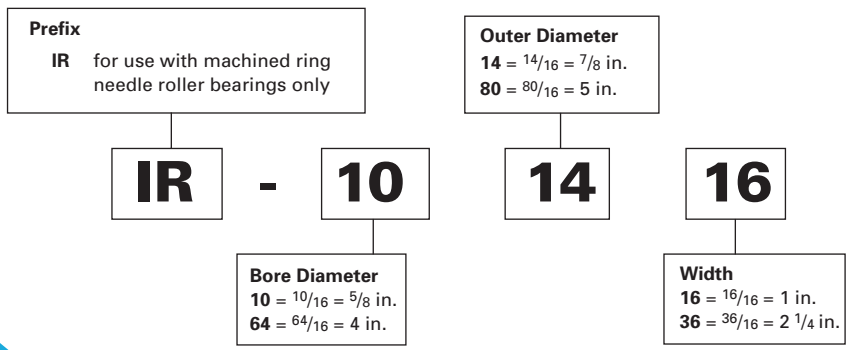 Prefix
IR for use with machined ring
needle roller bearings only
Outer Diameter
14 = 14/16 = 7/8 in.
80 = 80/16 = 5 in.
IR - 10 14 16
Bore Diameter
10 = 10/16 = 5/8 in.
64 = 64/16 = 4 in.
Width
16 = 16/16 = 1 in.
36 = 36/16 = 2 1/4 in.